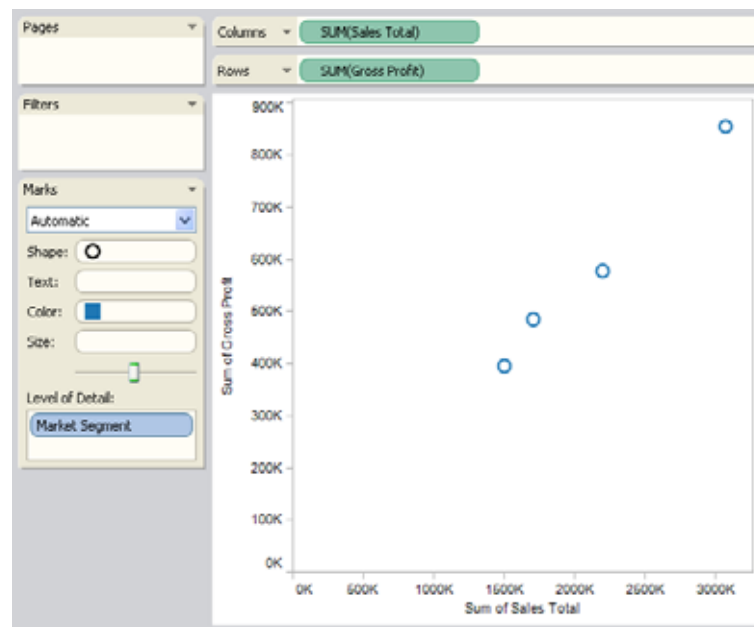 Pages
Columns SUM(Sales Total)
Rows SUM(Gross Profit)
Filters
Marks
Automatic
Shape:
Text:
Color:
Size:
Level of Detail:
Market Segment
900K
800K
700K
600K
500K
400K
300K
200K
100K
0K
Sum of Gross Profit
0K 500K 1000K 1500K 2000K 2500K 3000K
Sum of Sales Total